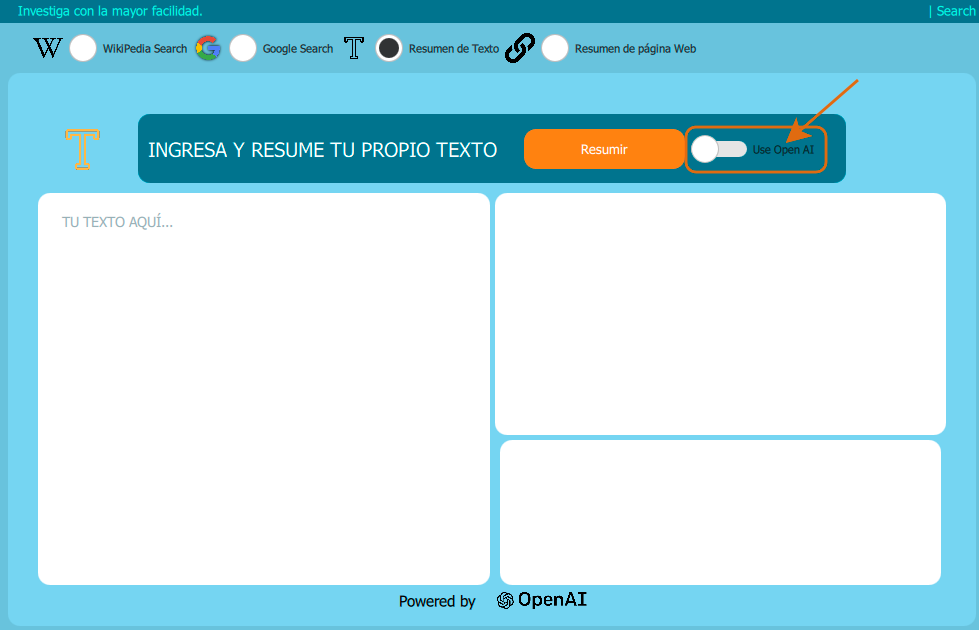 Investiga con la mayor facilidad.
| Search
WikiPedia Search
Google Search
Resumen de Texto
Resumen de página Web
INGRESA Y RESUME TU PROPIO TEXTO
Resumir
Use Open AI
TU TEXTO AQUÍ...
Powered by
OpenAI